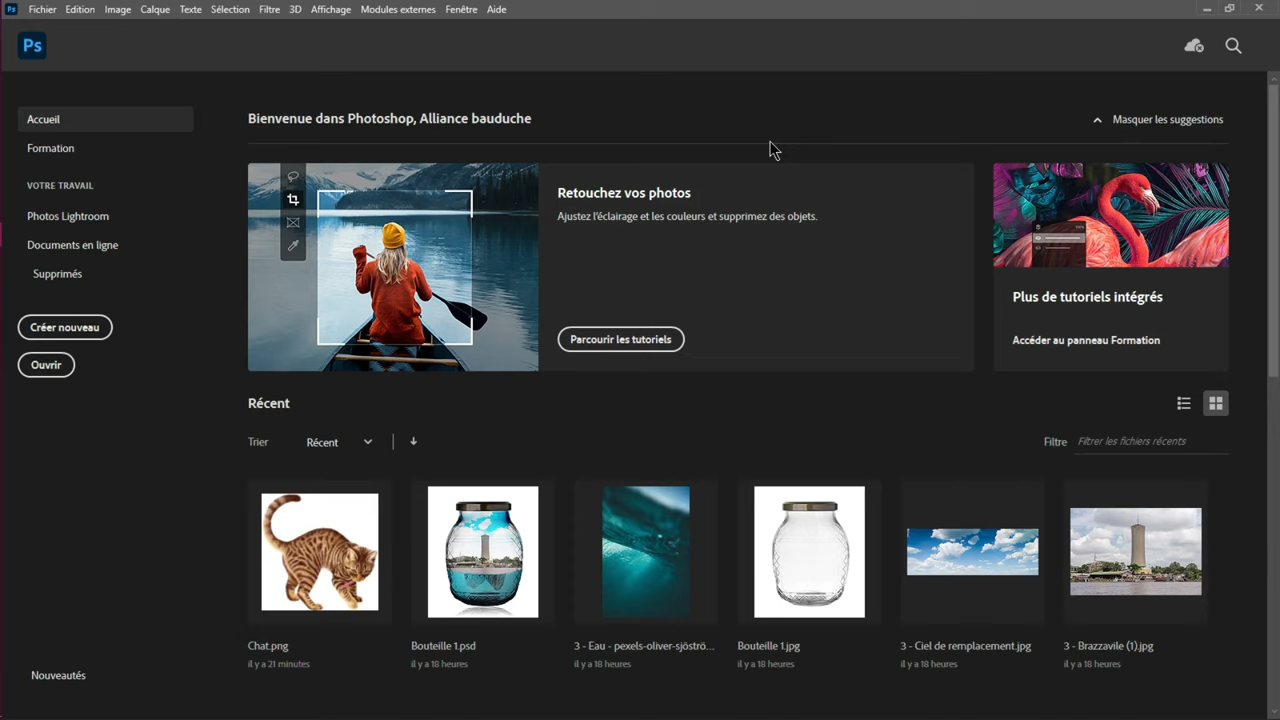 Ps Fichier Edition Image Calque Texte Sélection Filtre 3D Affichage Modules externes Fenêtre Aide
Ps
Accueil
Formation
VOTRE TRAVAIL
Photos Lightroom
Documents en ligne
Supprimés
Créer nouveau
Ouvrir
Nouveautés
Bienvenue dans Photoshop, Alliance bauduche
Masquer les suggestions
Retouchez vos photos
Ajustez l'éclairage et les couleurs et supprimez des objets.
Parcourir les tutoriels
Plus de tutoriels intégrés
Accéder au panneau Formation
Récent
Trier Récent
Filtre Filtrer les fichiers récents
Chat.png
il y a 21 minutes
Bouteille 1.psd
il y a 18 heures
3 - Eau - pexels-oliver-sjöströ...
il y a 18 heures
Bouteille 1.jpg
il y a 18 heures
3 - Ciel de remplacement.jpg
il y a 18 heures
3 - Brazzavile (1).jpg
il y a 18 heures